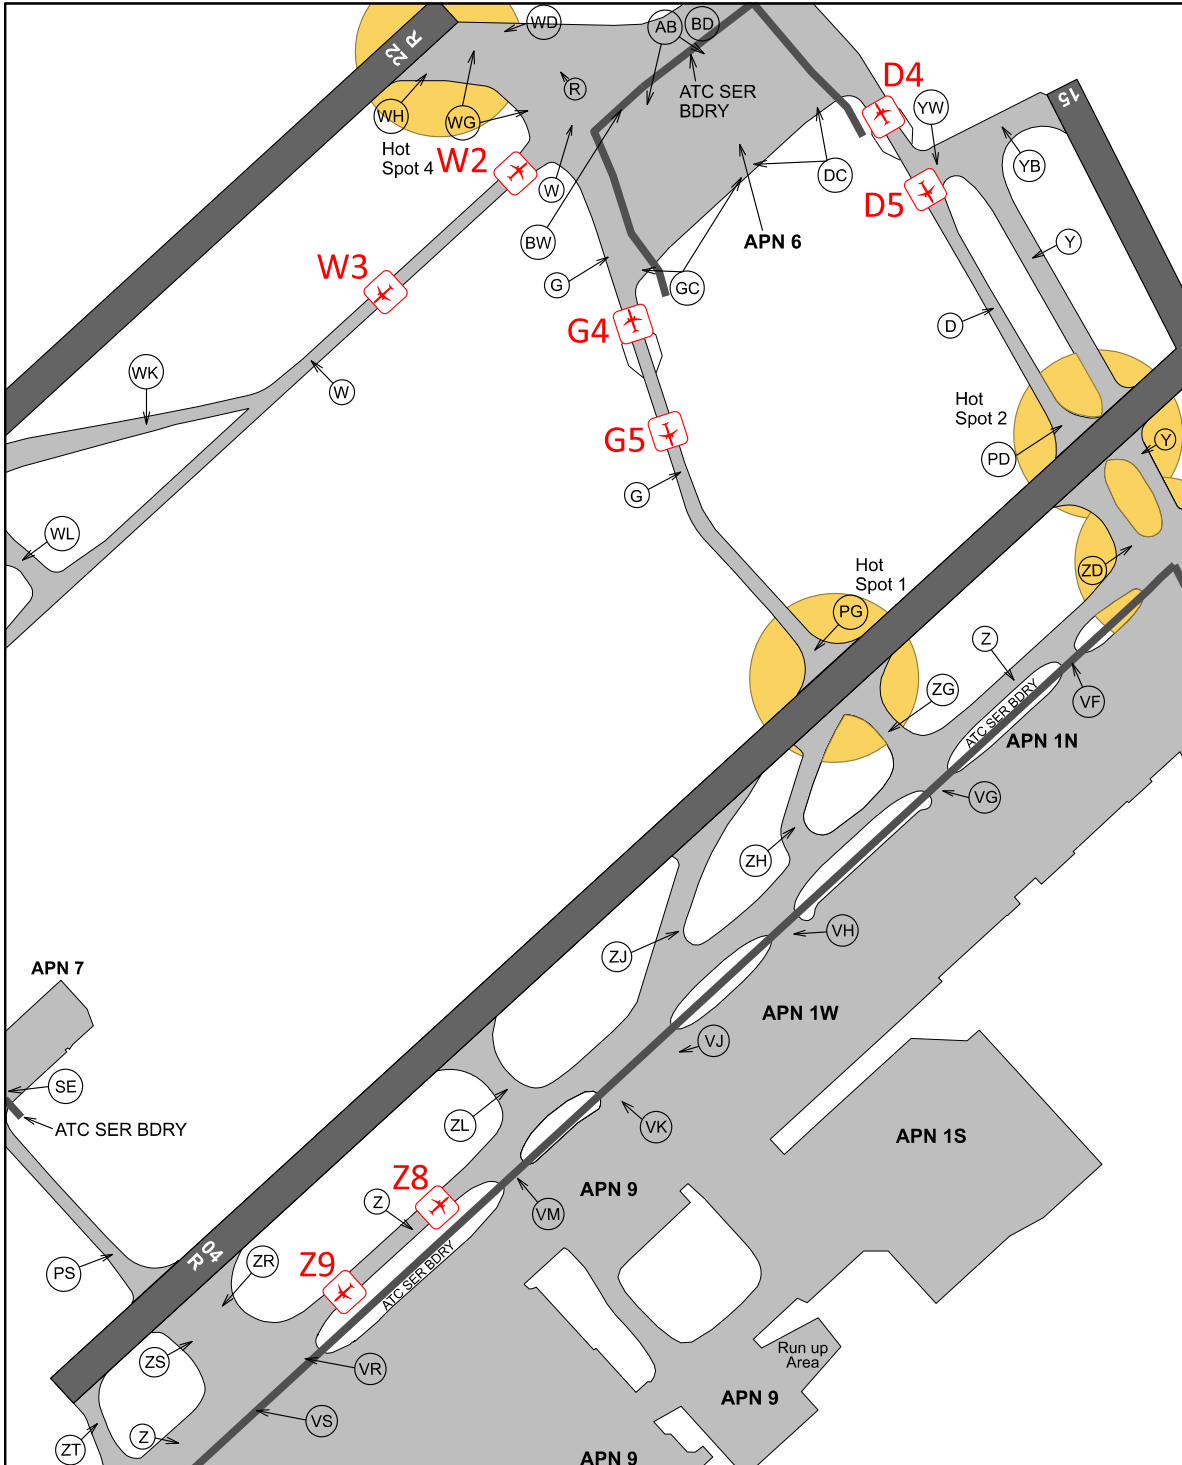 22 R
WD
AB
BD
R
ATC SER
BDRY
WH
WG
Hot
Spot 4
W2
D4
YW
15
YB
W
DC
D5
BW
APN 6
Y
W3
G
GC
G4
D
WK
W
Hot
Spot 2
G5
PD
Y
G
WL
Hot
Spot 1
ZD
PG
Z
ZG
ATC SER BDRY
VF
APN 1N
VG
ZH
VH
ZJ
APN 7
APN 1W
VJ
SE
ATC SER BDRY
ZL
VK
APN 1S
Z8
Z
APN 9
VM
04 R
ZR
PS
Z9
ATC SER BDRY
ZS
VR
Run up
Area
APN 9
VS
Z
ZT
APN 9